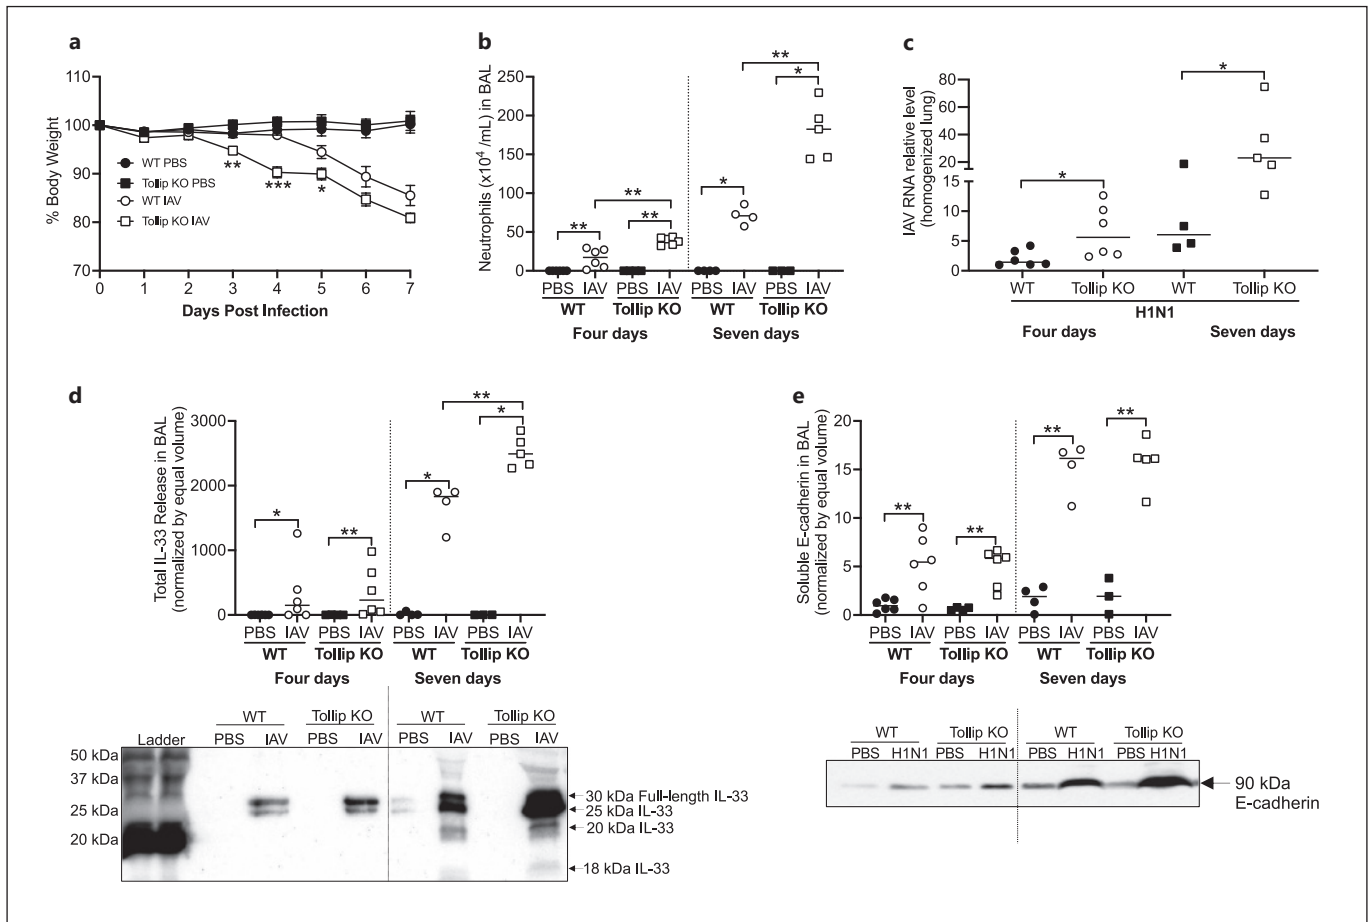 a
% Body Weight
110
100
90
80
70
WT PBS
Tollip KO PBS
WT IAV
Tollip KO IAV
**
***
*
0 1 2 3 4 5 6 7
Days Post Infection
b
Neutrophils (x10⁴ /mL) in BAL
250
200
150
100
50
0
** *
** ** ** *
PBS IAV PBS IAV PBS IAV PBS IAV
WT Tollip KO WT Tollip KO
Four days Seven days
c
IAV RNA relative level
(homogenized lung)
80
60
40
20
15
10
5
0
* *
WT Tollip KO WT Tollip KO
H1N1
Four days Seven days
d
Total IL-33 Release in BAL
(normalized by equal volume)
3000
2000
1000
0
* ** * ** *
PBS IAV PBS IAV PBS IAV PBS IAV
WT Tollip KO WT Tollip KO
Four days Seven days
WT Tollip KO WT Tollip KO
Ladder PBS IAV PBS IAV PBS IAV PBS IAV
50 kDa
37 kDa
25 kDa
20 kDa
30 kDa Full-length IL-33
25 kDa IL-33
20 kDa IL-33
18 kDa IL-33
e
Soluble E-cadherin in BAL
(normalized by equal volume)
20
15
10
5
0
** ** ** **
PBS IAV PBS IAV PBS IAV PBS IAV
WT Tollip KO WT Tollip KO
Four days Seven days
WT Tollip KO WT Tollip KO
PBS H1N1 PBS H1N1 PBS H1N1 PBS H1N1
90 kDa
E-cadherin